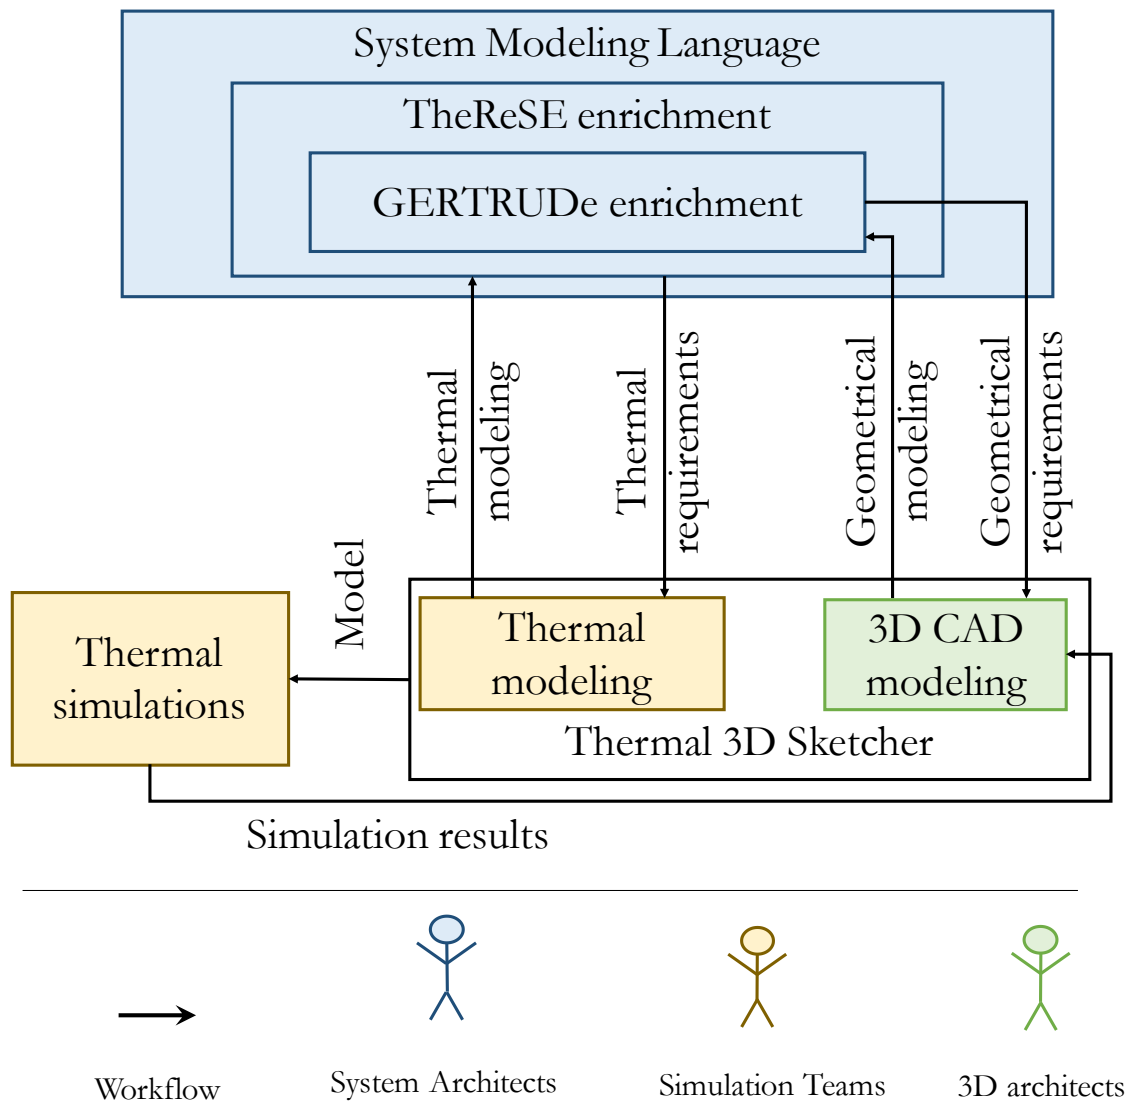 System Modeling Language
TheReSE enrichment
GERTRUDe enrichment
Thermal
modeling
Thermal
requirements
Geometrical
modeling
Geometrical
requirements
Model
Thermal
simulations
Thermal
modeling
3D CAD
modeling
Thermal 3D Sketcher
Simulation results
Workflow
System Architects
Simulation Teams
3D architects